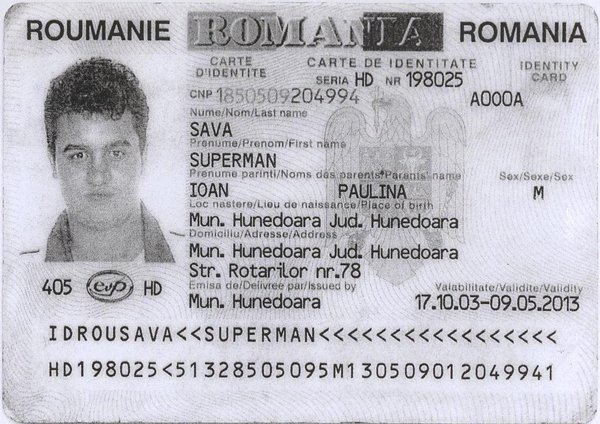 ROUMANIE ROMANIA ROMANIA
CARTE D'IDENTITE CARTE DE IDENTITATE IDENTITY CARD
SERIA HD NR 198025
CNP 1850509204994 A000A
Nume/Nom/Last name
SAVA
Prenume/Prenom/First name
SUPERMAN
Prenume parinti/Noms des parents/Parents' name Sex/Sexe/Sex
IOAN PAULINA M
Loc nastere/Lieu de naissance/Place of birth
Mun. Hunedoara Jud. Hunedoara
Domiciliu/Adresse/Address
Mun. Hunedoara Jud. Hunedoara
Str. Rotarilor nr.78
405 evp HD
Emisa de/Delivree par/Issued by Valabilitate/Validite/Validity
Mun. Hunedoara 17.10.03-09.05.2013
IDROUSAVA<<SUPERMAN<<<<<<<<<<<<<<<<<
HD198025<51328505095M130509012049941